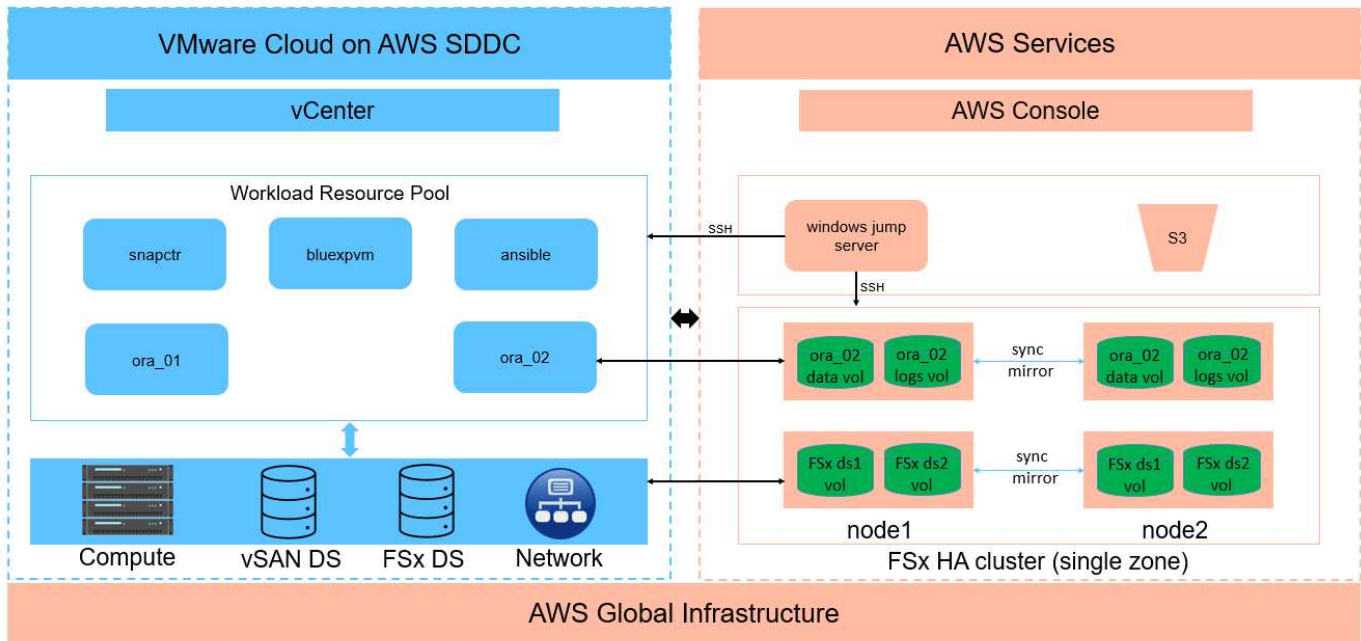 VMware Cloud on AWS SDDC
vCenter
Workload Resource Pool
snapctr
bluexpvm
ansible
ora_01
ora_02
Compute
vSAN DS
FSx DS
Network
AWS Services
AWS Console
SSH
windows jump
server
S3
SSH
ora_02
data vol
ora_02
logs vol
sync
mirror
ora_02
data vol
ora_02
logs vol
FSx ds1
vol
FSx ds2
vol
sync
mirror
FSx ds1
vol
FSx ds2
vol
node1
node2
FSx HA cluster (single zone)
AWS Global Infrastructure